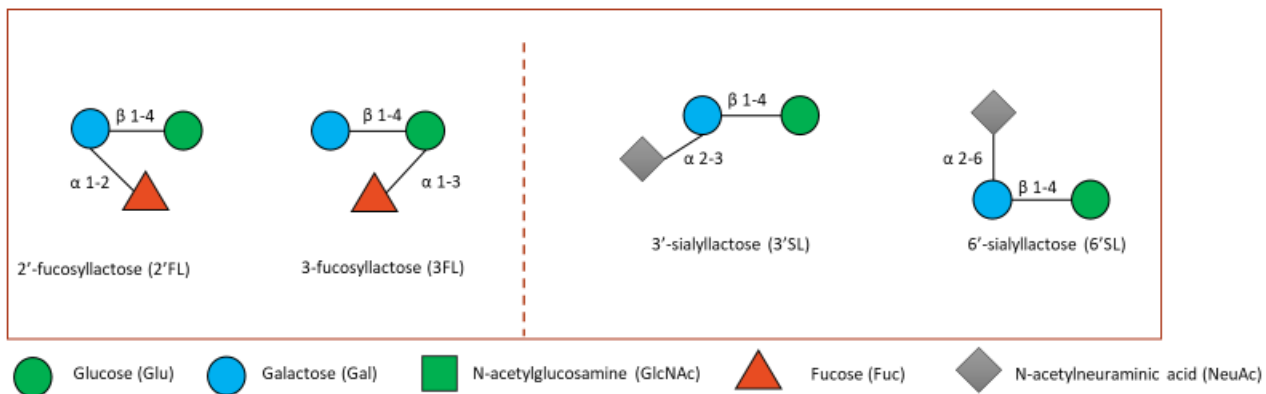 β 1-4
α 1-2
2′-fucosyllactose (2′FL)
β 1-4
α 1-3
3-fucosyllactose (3FL)
β 1-4
α 2-3
3′-sialyllactose (3′SL)
α 2-6
β 1-4
6′-sialyllactose (6′SL)
Glucose (Glu)
Galactose (Gal)
N-acetylglucosamine (GlcNAc)
Fucose (Fuc)
N-acetylneuraminic acid (NeuAc)